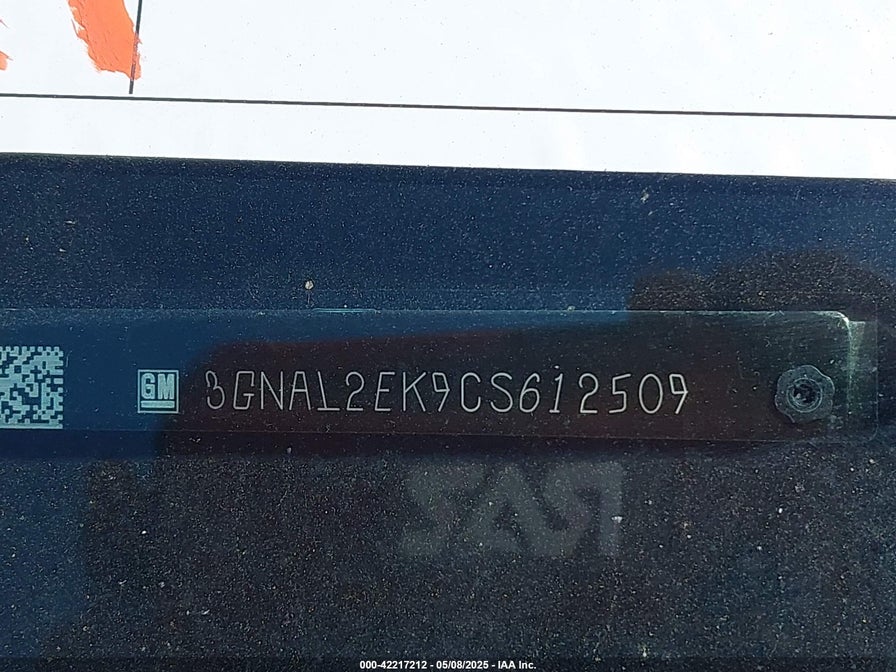 GM 3GNAL2EK9CS612509
000-42217212 - 05/08/2025 - IAA Inc.